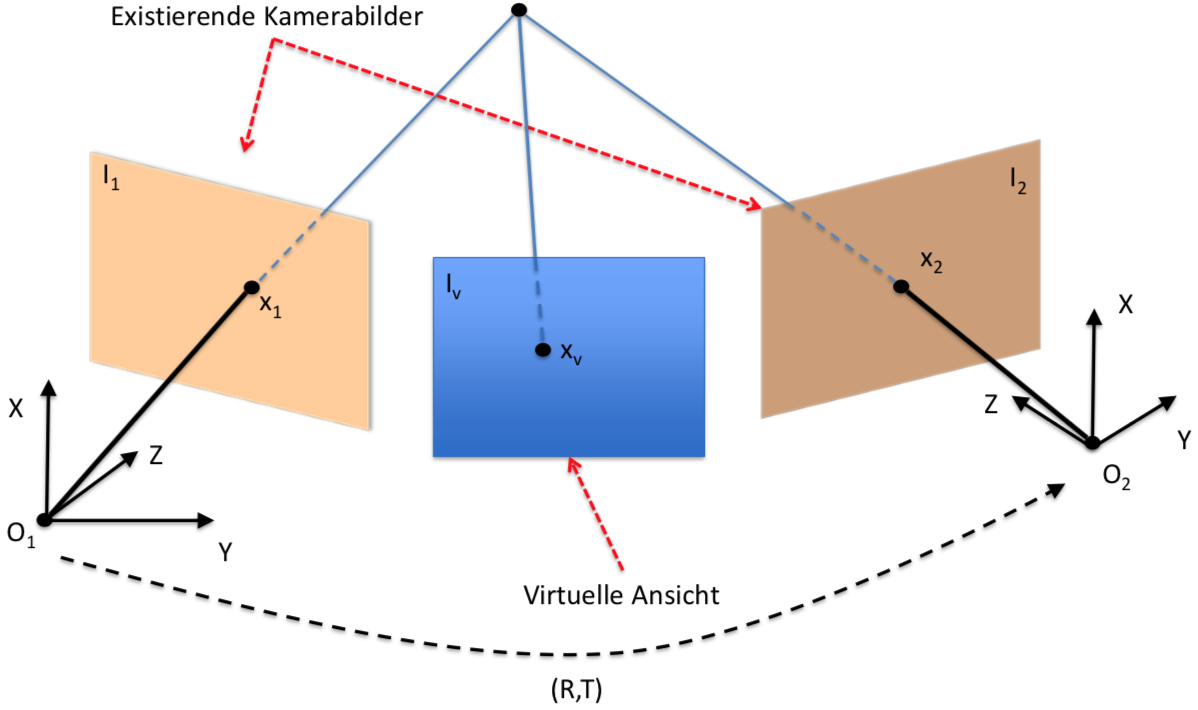 Existierende Kamerabilder
I₁
I₂
x₂
x₁
Iᵥ
xᵥ
X
X
Z
Z
Y
O₂
O₁
Y
Virtuelle Ansicht
(R,T)